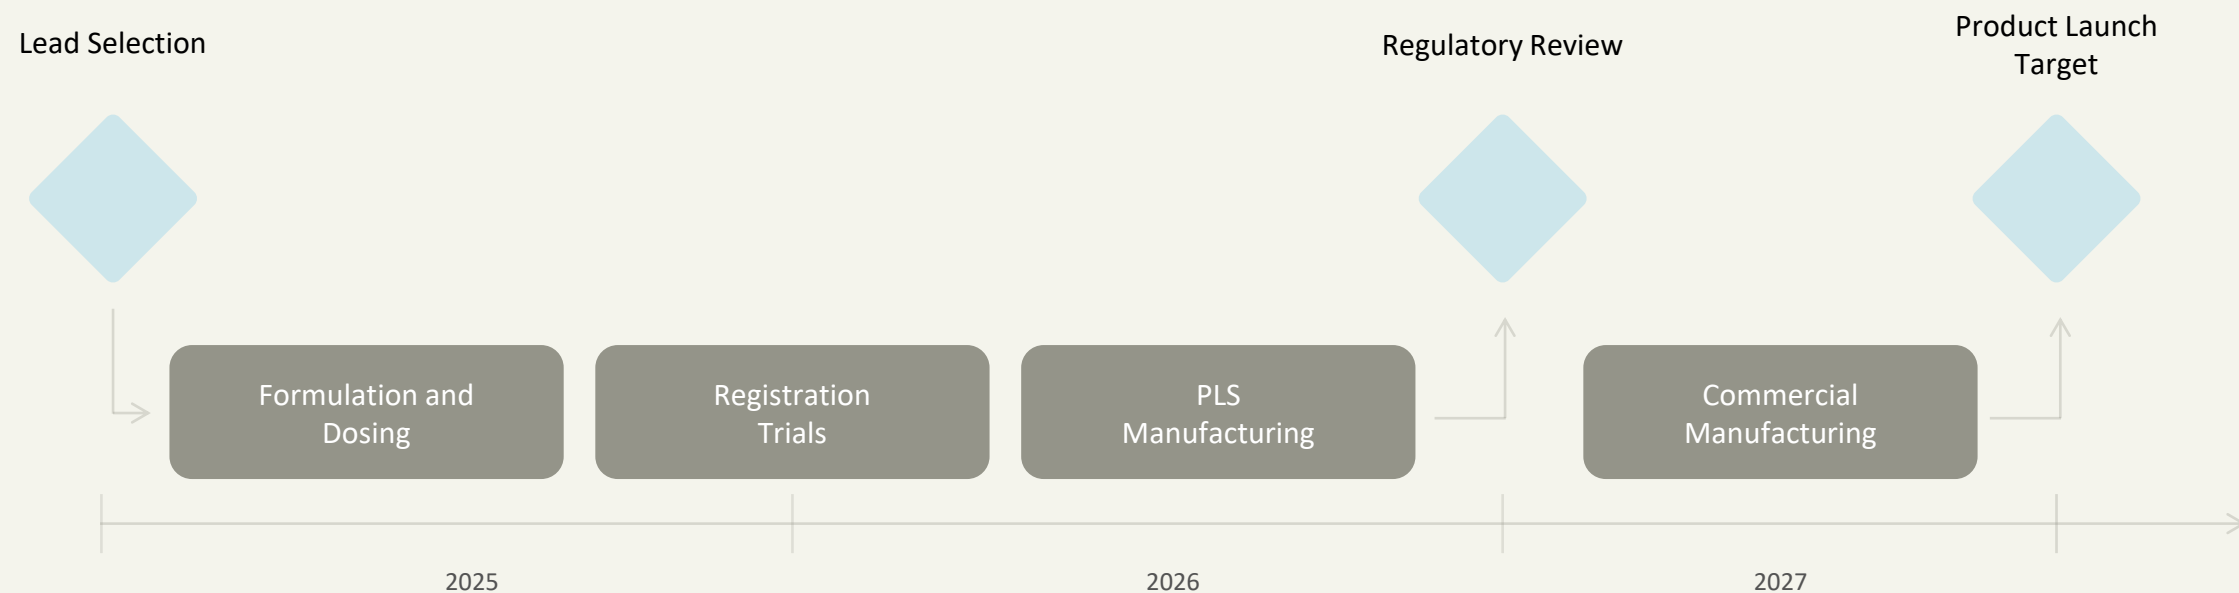 Lead Selection
Regulatory Review
Product Launch
Target
Formulation and
Dosing
Registration
Trials
PLS
Manufacturing
Commercial
Manufacturing
2025
2026
2027